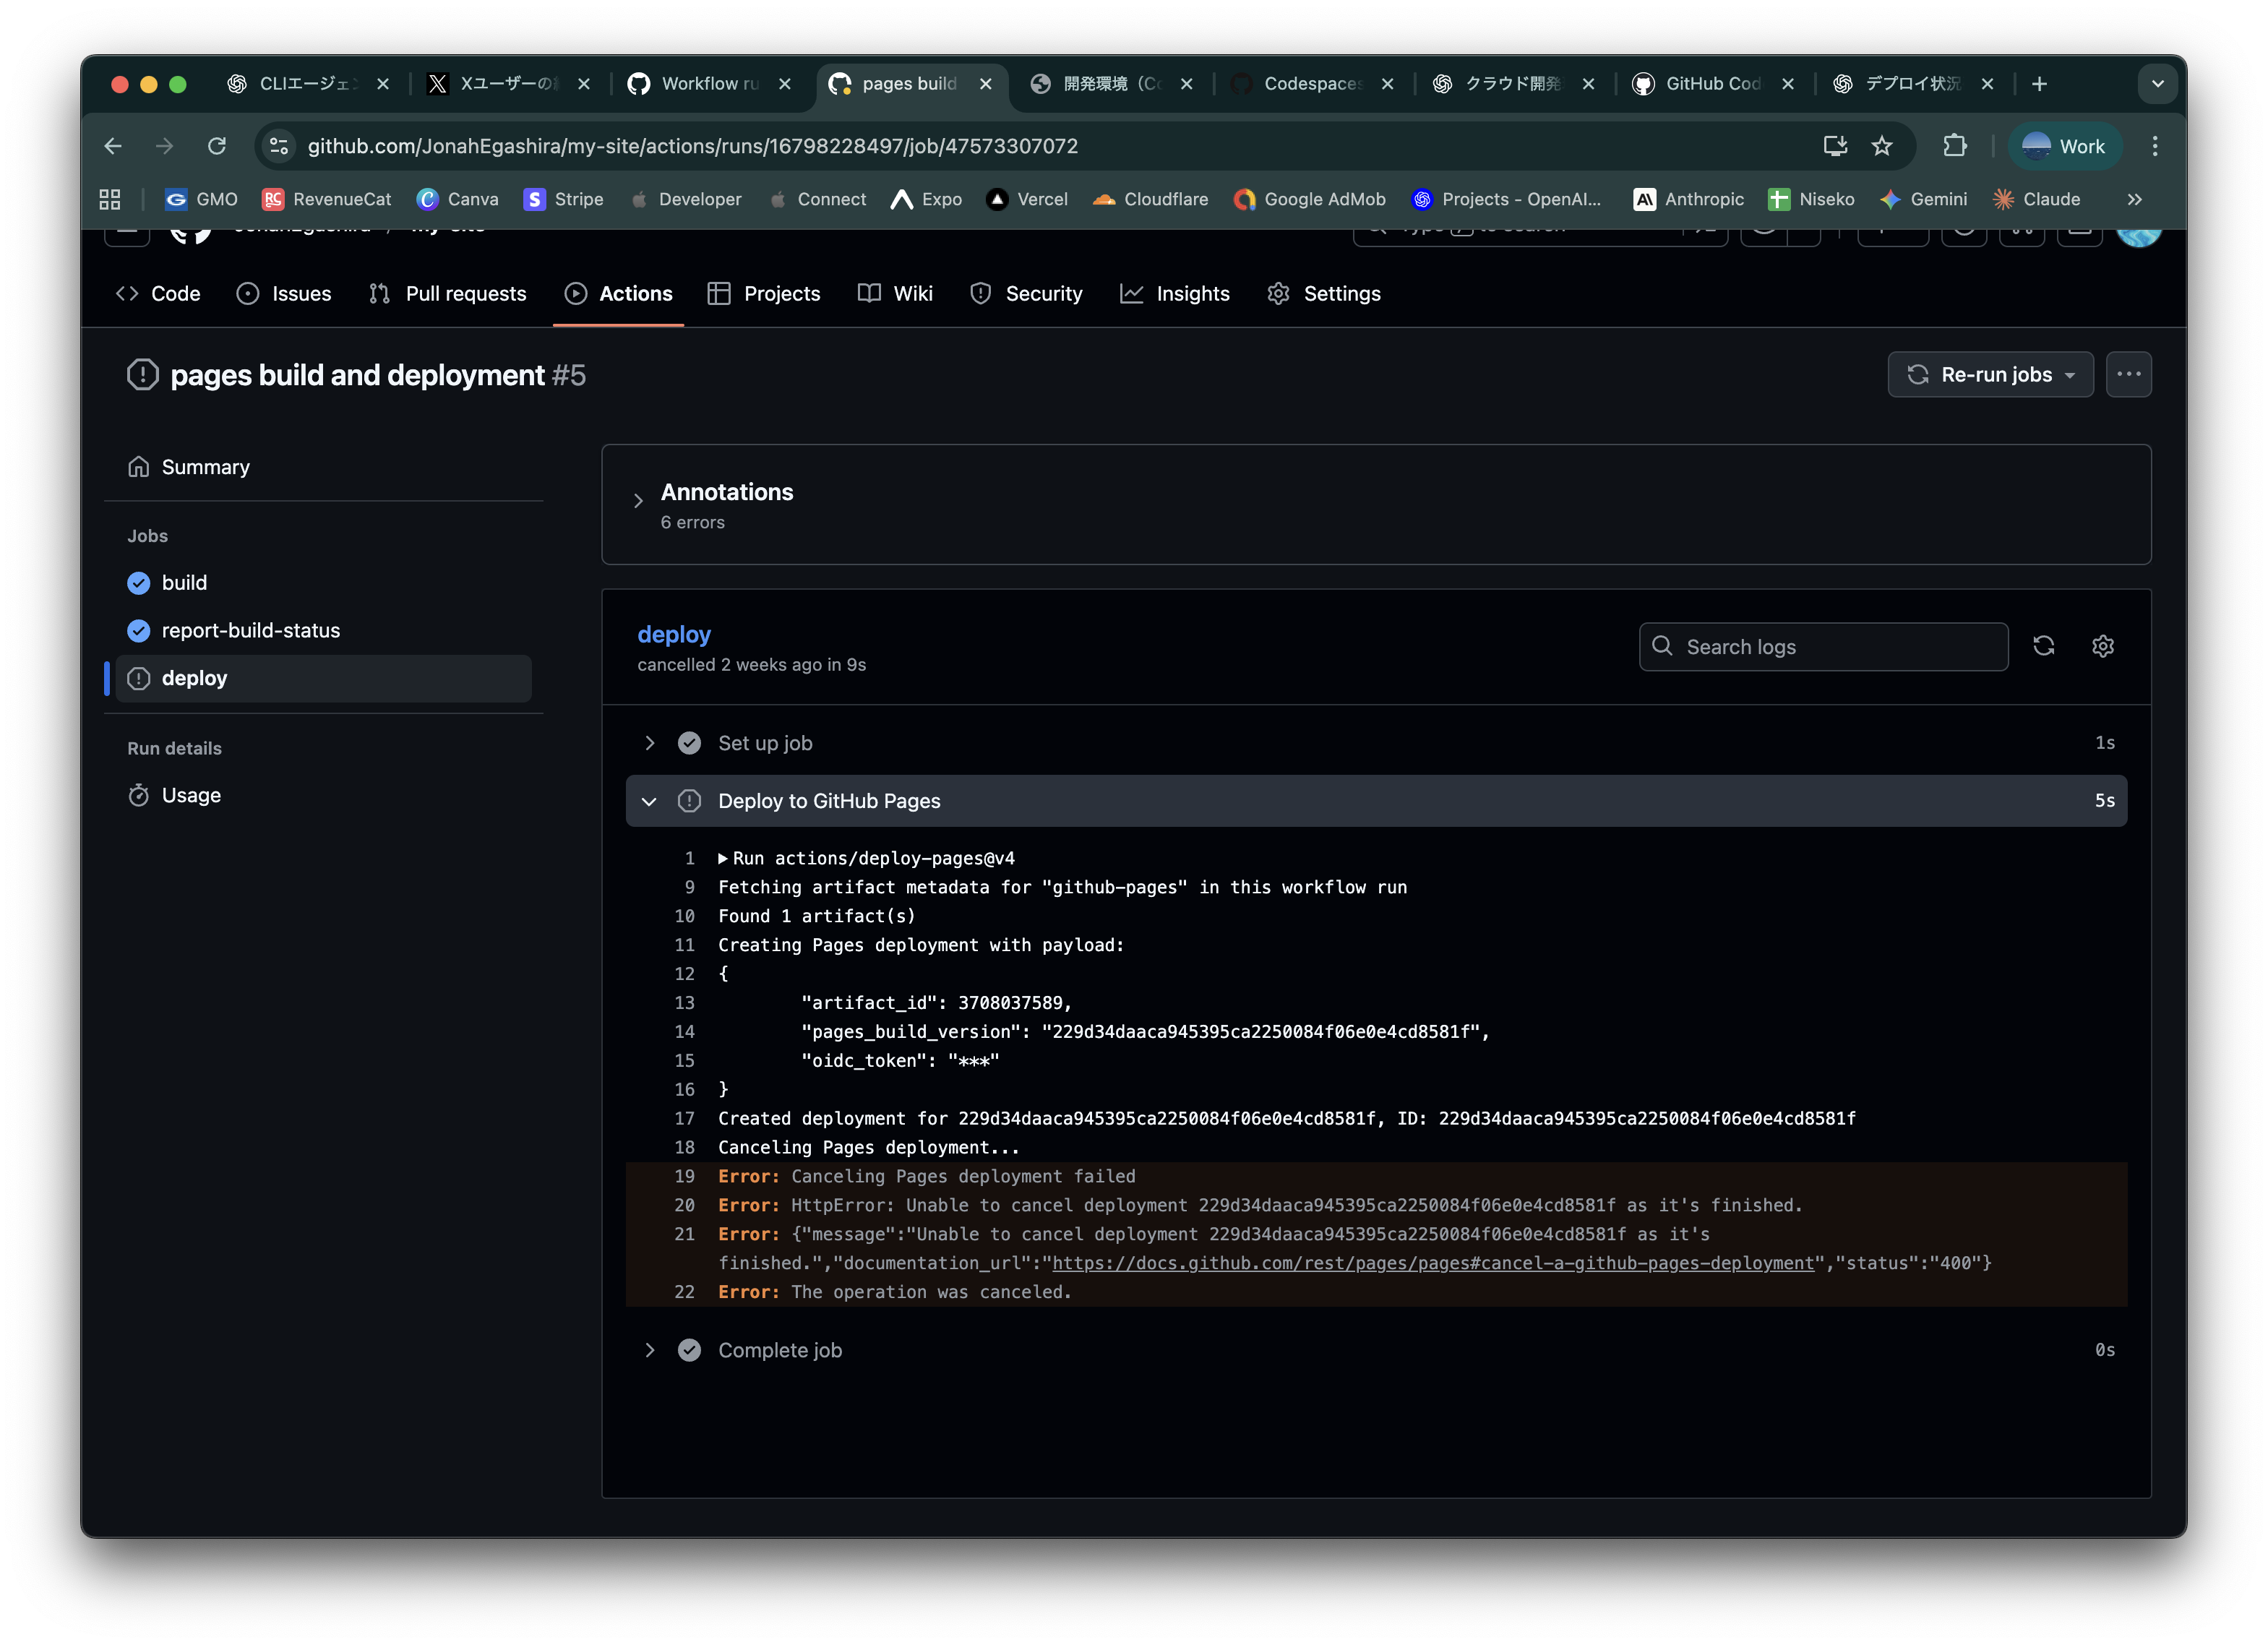 CLIエージェン
Xユーザーの
Workflow ru
pages build
開発環境（Co
Codespaces
クラウド開発
GitHub Cod
デプロイ状況
github.com/JonahEgashira/my-site/actions/runs/16798228497/job/47573307072
Work
GMO
RevenueCat
Canva
Stripe
Developer
Connect
Expo
Vercel
Cloudflare
Google AdMob
Projects - OpenAI...
Anthropic
Niseko
Gemini
Claude
JonahEgashira / my-site
Type / to search
Code
Issues
Pull requests
Actions
Projects
Wiki
Security
Insights
Settings
pages build and deployment #5
Re-run jobs
Summary
Jobs
build
report-build-status
deploy
Run details
Usage
Annotations
6 errors
deploy
cancelled 2 weeks ago in 9s
Search logs
Set up job 1s
Deploy to GitHub Pages 5s
1 Run actions/deploy-pages@v4
9 Fetching artifact metadata for "github-pages" in this workflow run
10 Found 1 artifact(s)
11 Creating Pages deployment with payload:
12 {
13 "artifact_id": 3708037589,
14 "pages_build_version": "229d34daaca945395ca2250084f06e0e4cd8581f",
15 "oidc_token": "***"
16 }
17 Created deployment for 229d34daaca945395ca2250084f06e0e4cd8581f, ID: 229d34daaca945395ca2250084f06e0e4cd8581f
18 Canceling Pages deployment...
19 Error: Canceling Pages deployment failed
20 Error: HttpError: Unable to cancel deployment 229d34daaca945395ca2250084f06e0e4cd8581f as it's finished.
21 Error: {"message":"Unable to cancel deployment 229d34daaca945395ca2250084f06e0e4cd8581f as it's
finished.","documentation_url":"https://docs.github.com/rest/pages/pages#cancel-a-github-pages-deployment","status":"400"}
22 Error: The operation was canceled.
Complete job 0s